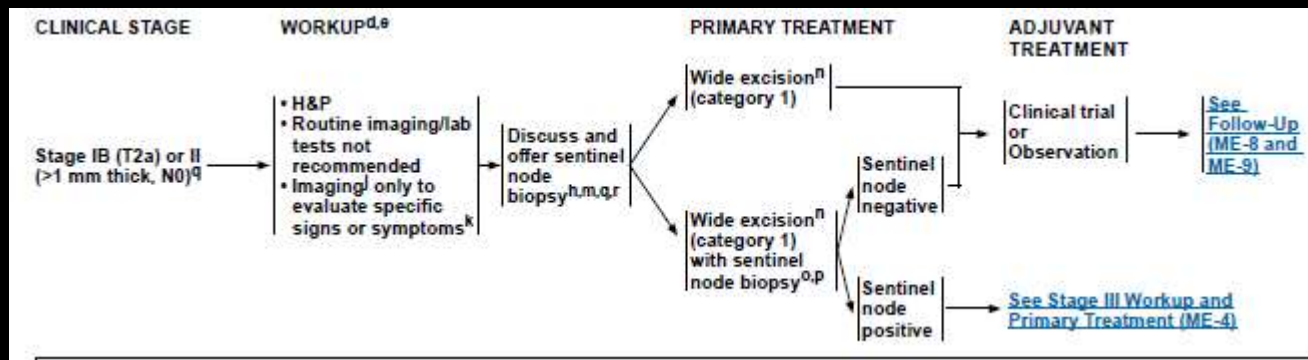 CLINICAL STAGE
WORKUPd,e
PRIMARY TREATMENT
ADJUVANT
TREATMENT
Stage IB (T2a) or II
(>1 mm thick, N0)q
• H&P
• Routine imaging/lab
tests not
recommended
• Imagingj only to
evaluate specific
signs or symptomsk
Discuss and
offer sentinel
node
biopsyh,m,q,r
Wide excisionn
(category 1)
Wide excisionn
(category 1)
with sentinel
node biopsyo,p
Sentinel
node
negative
Sentinel
node
positive
Clinical trial
or
Observation
See
Follow-Up
(ME-8 and
ME-9)
See Stage III Workup and
Primary Treatment (ME-4)